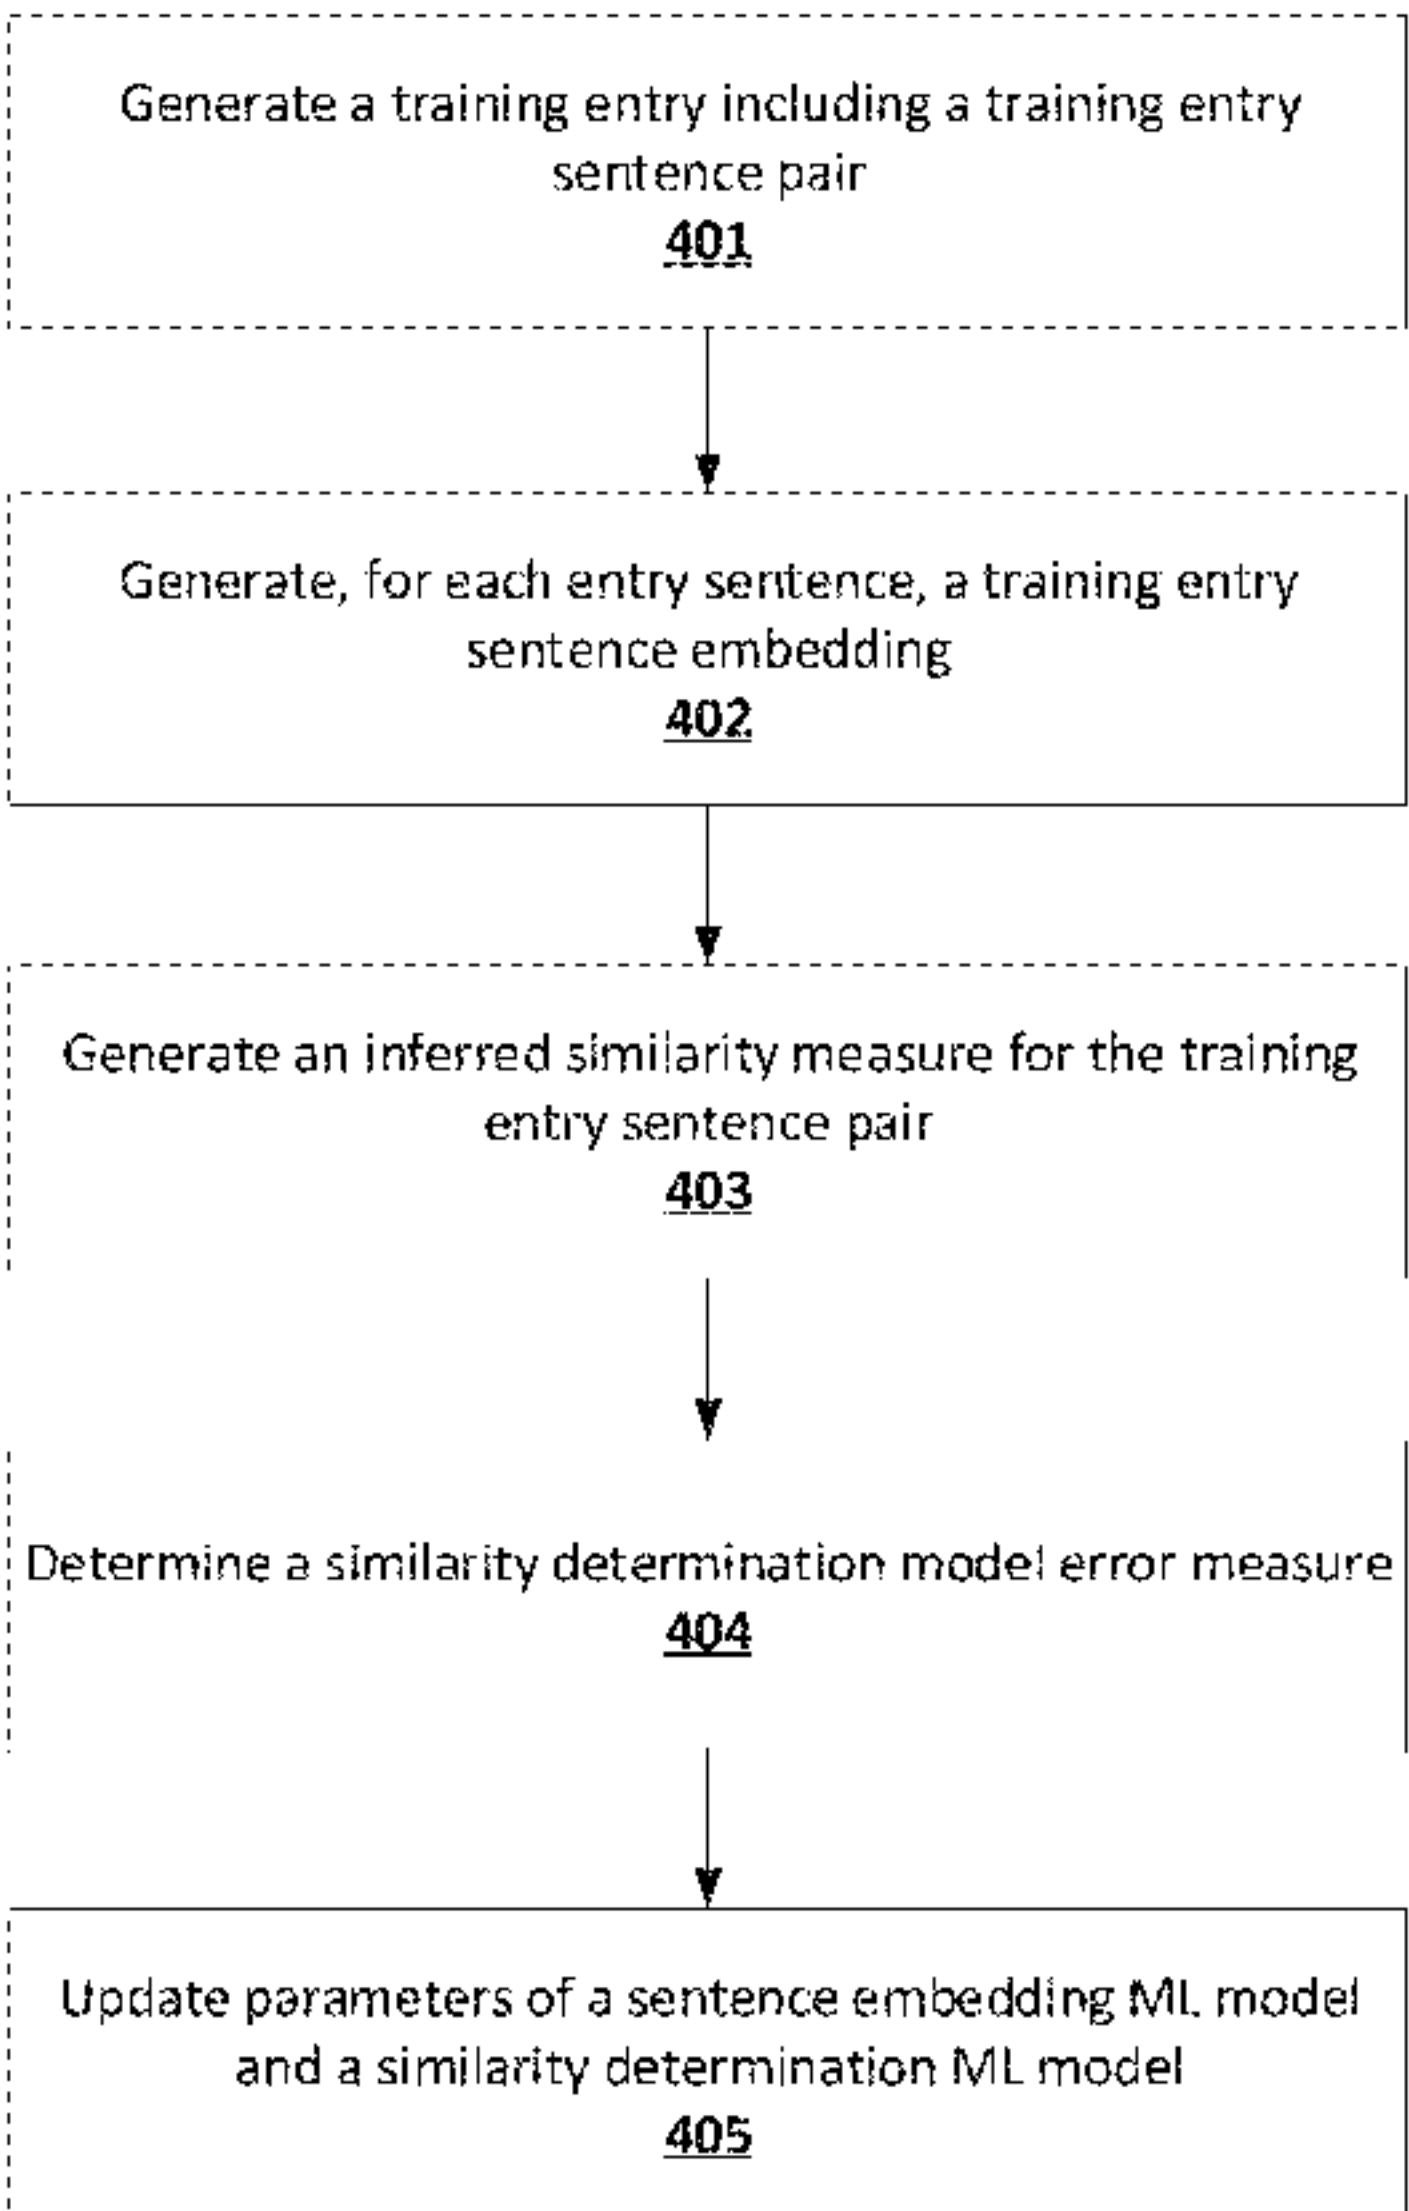 Generate a training entry including a training entry
sentence pair
401
Generate, for each entry sentence, a training entry
sentence embedding
402
Generate an inferred similarity measure for the training
entry sentence pair
403
Determine a similarity determination model error measure
404
Update parameters of a sentence embedding ML model
and a similarity determination ML model
405